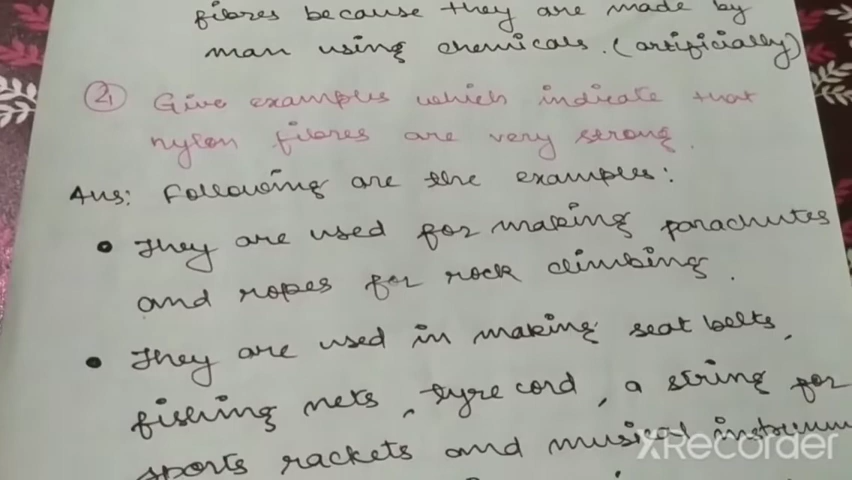 fibres because they are made by
man using chemicals. (artificially)
2, Give examples which indicate that
nylon fibres are very strong.
Ans: Following are the examples:
• They are used for making parachutes
and ropes for rock climbing.
• They are used in making seat belts,
fishing nets, tyre cord, a string for
sports rackets and musical instrum
XRecorder